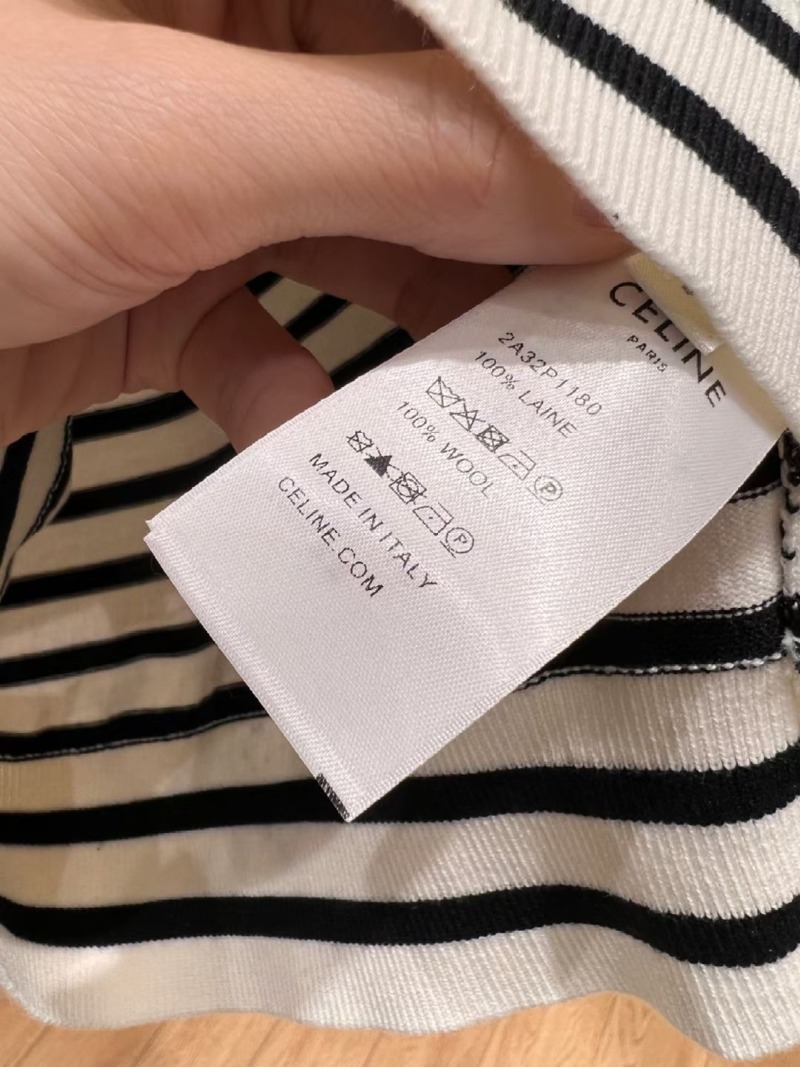 CELINE
PARIS
2A32P1180
100% LAINE
100% WOOL
MADE IN ITALY
CELINE.COM